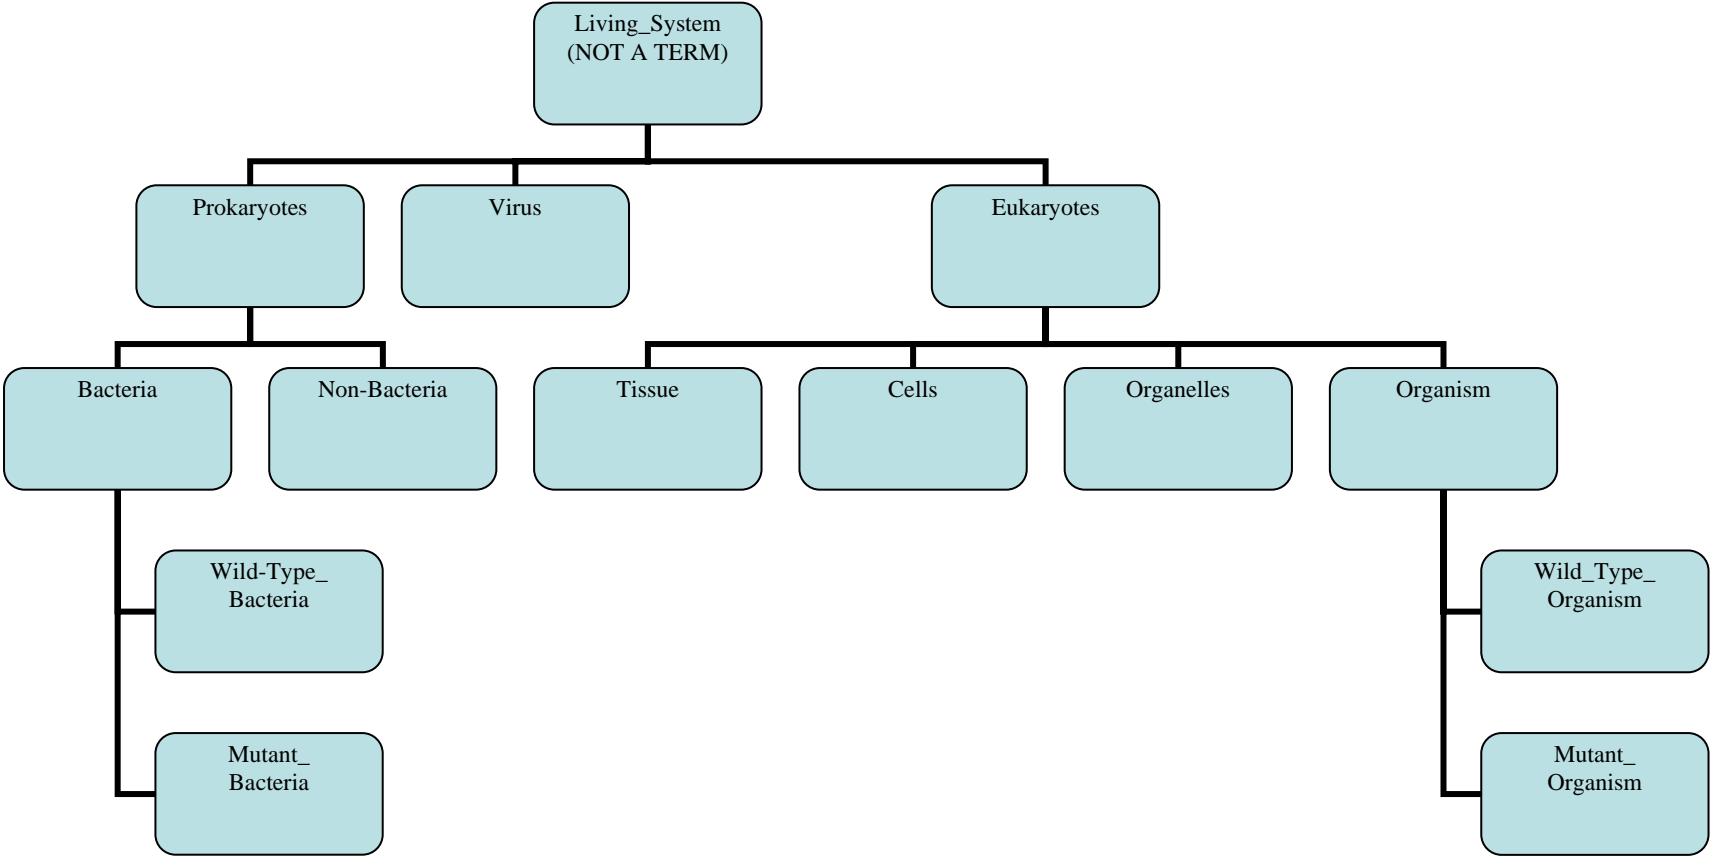 Living_System
(NOT A TERM)
Prokaryotes
Virus
Eukaryotes
Bacteria
Non-Bacteria
Tissue
Cells
Organelles
Organism
Wild-Type_
Bacteria
Wild_Type_
Organism
Mutant_
Bacteria
Mutant_
Organism